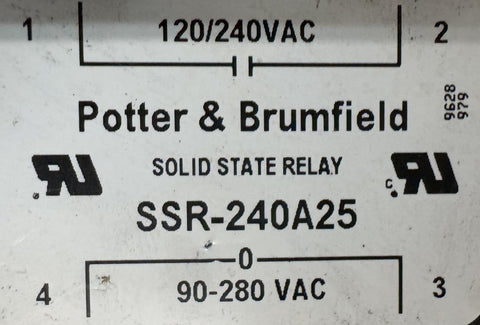 1 120/240VAC 2
Potter & Brumfield
9628
979
SOLID STATE RELAY
SSR-240A25
0
4 90-280 VAC 3